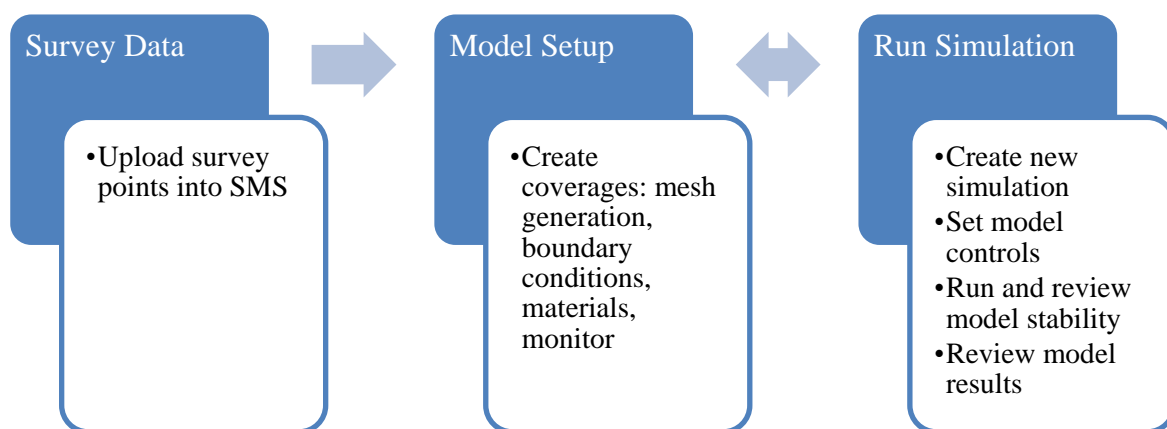 Survey Data
•Upload survey
points into SMS
Model Setup
•Create
coverages: mesh
generation,
boundary
conditions,
materials,
monitor
Run Simulation
•Create new
simulation
•Set model
controls
•Run and review
model stability
•Review model
results